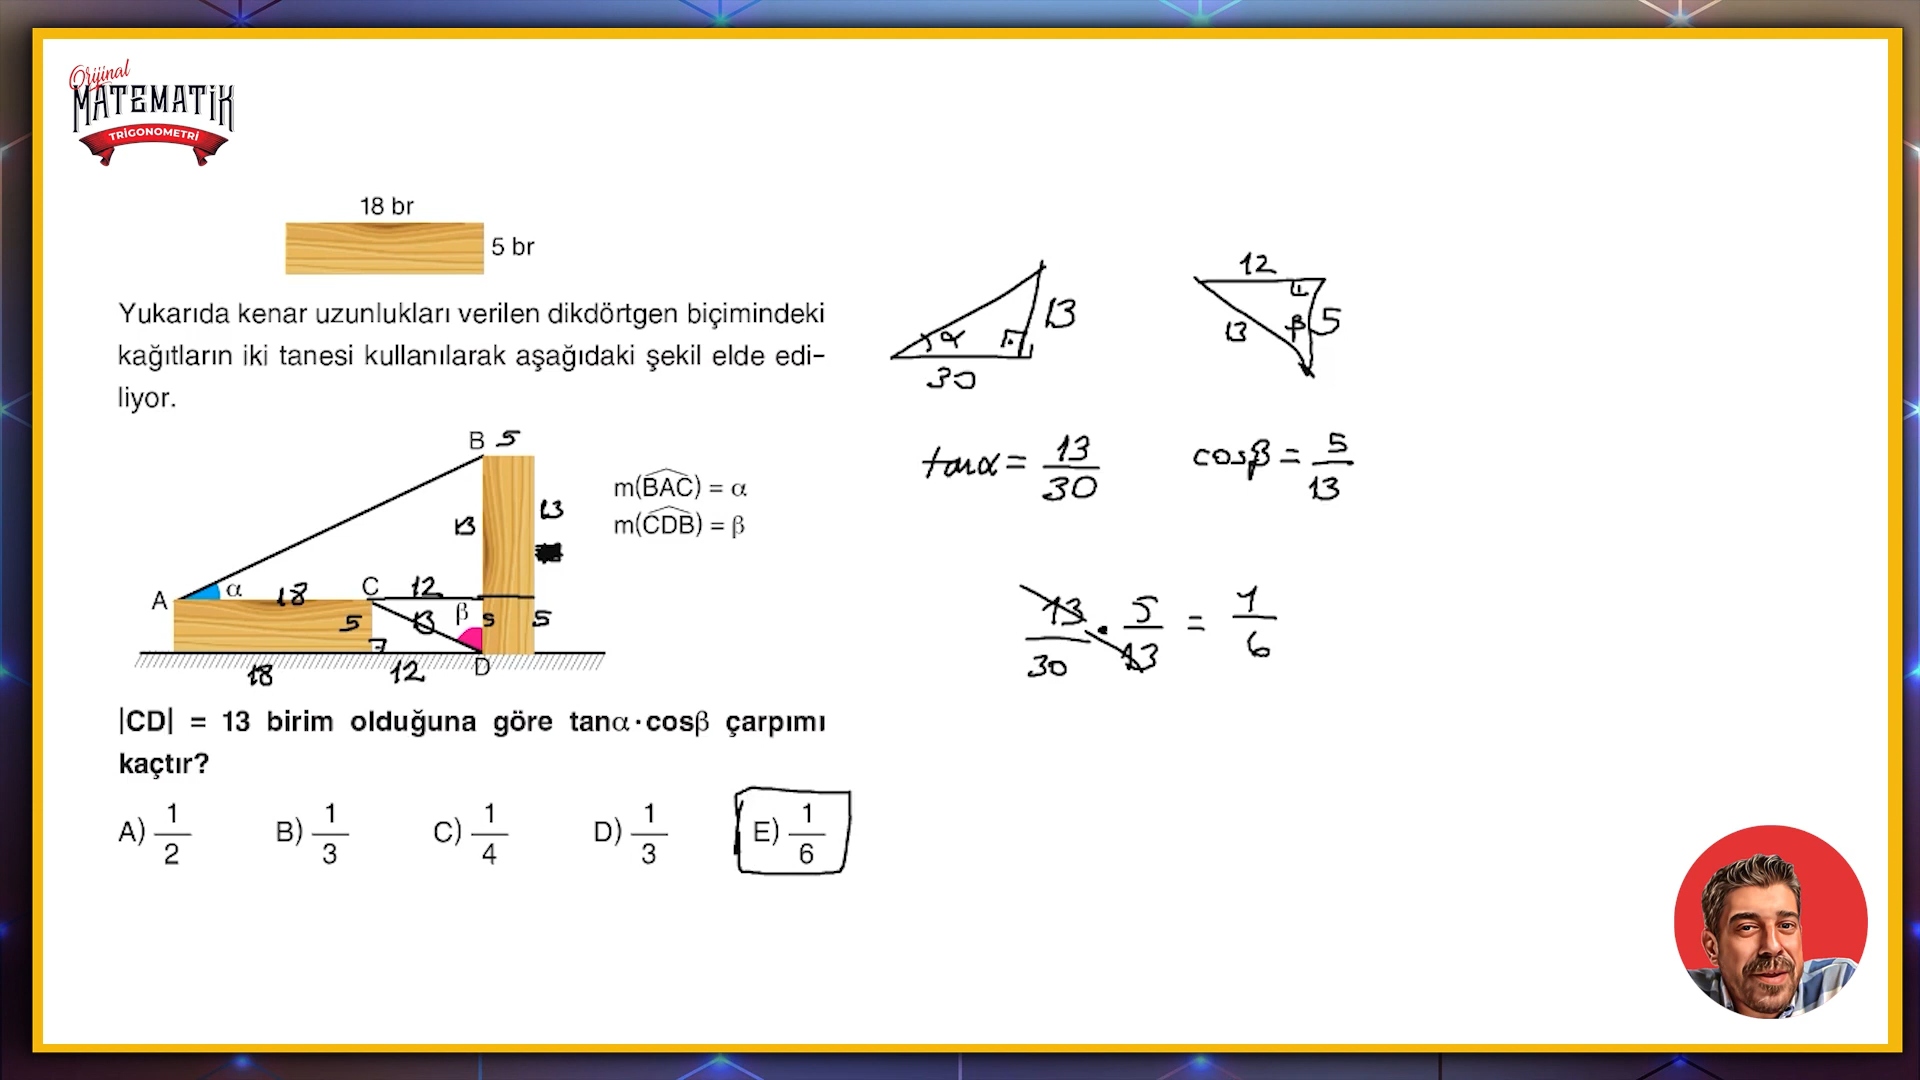 Orijinal
MATEMATİK
TRİGONOMETRİ
18 br
5 br
Yukarıda kenar uzunlukları verilen dikdörtgen biçimindeki
kağıtların iki tanesi kullanılarak aşağıdaki şekil elde edi-
liyor.
B 5
13 13
m(BAC) = α
m(CDB) = β
A α 18 C 12
5 13 β 5 5
18 12 D
|CD| = 13 birim olduğuna göre tanα · cosβ çarpımı
kaçtır?
A) 1/2 B) 1/3 C) 1/4 D) 1/3 E) 1/6
α 13
30
12
13 β 5
tanα = 13/30
cosβ = 5/13
13/30 · 5/13 = 1/6